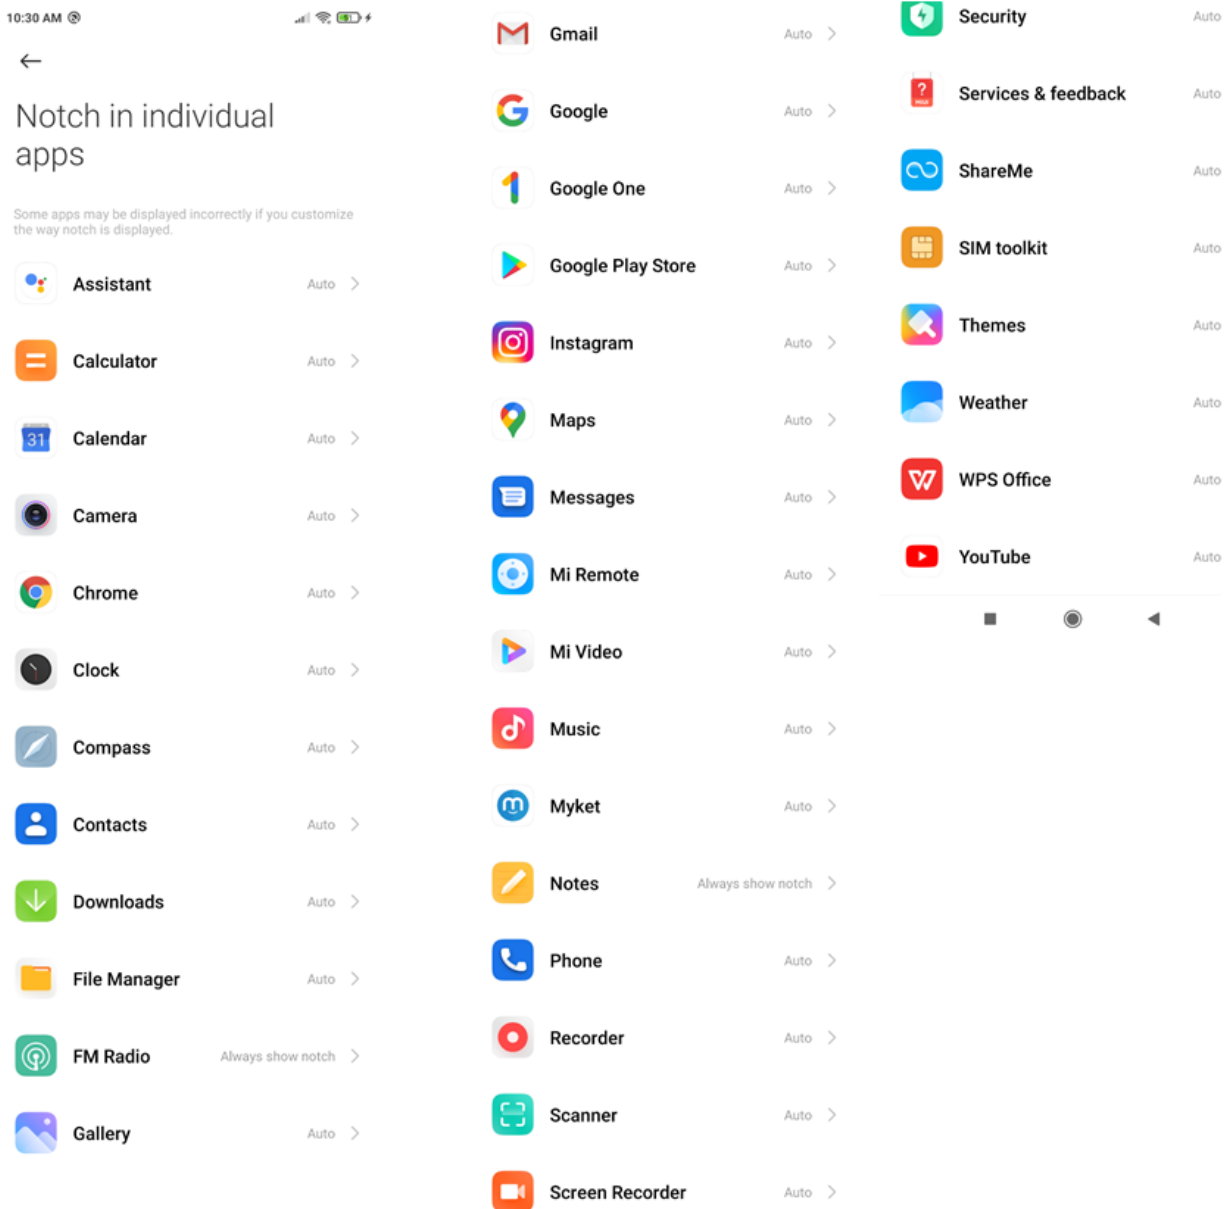 10:30 AM
Notch in individual
apps
Some apps may be displayed incorrectly if you customize
the way notch is displayed.
Assistant Auto
Calculator Auto
31 Calendar Auto
Camera Auto
Chrome Auto
Clock Auto
Compass Auto
Contacts Auto
Downloads Auto
File Manager Auto
FM Radio Always show notch
Gallery Auto
Gmail Auto
Google Auto
Google One Auto
Google Play Store Auto
Instagram Auto
Maps Auto
Messages Auto
Mi Remote Auto
Mi Video Auto
Music Auto
Myket Auto
Notes Always show notch
Phone Auto
Recorder Auto
Scanner Auto
Screen Recorder Auto
Security Auto
? Services & feedback Auto
ShareMe Auto
SIM toolkit Auto
Themes Auto
Weather Auto
WPS Office Auto
YouTube Auto